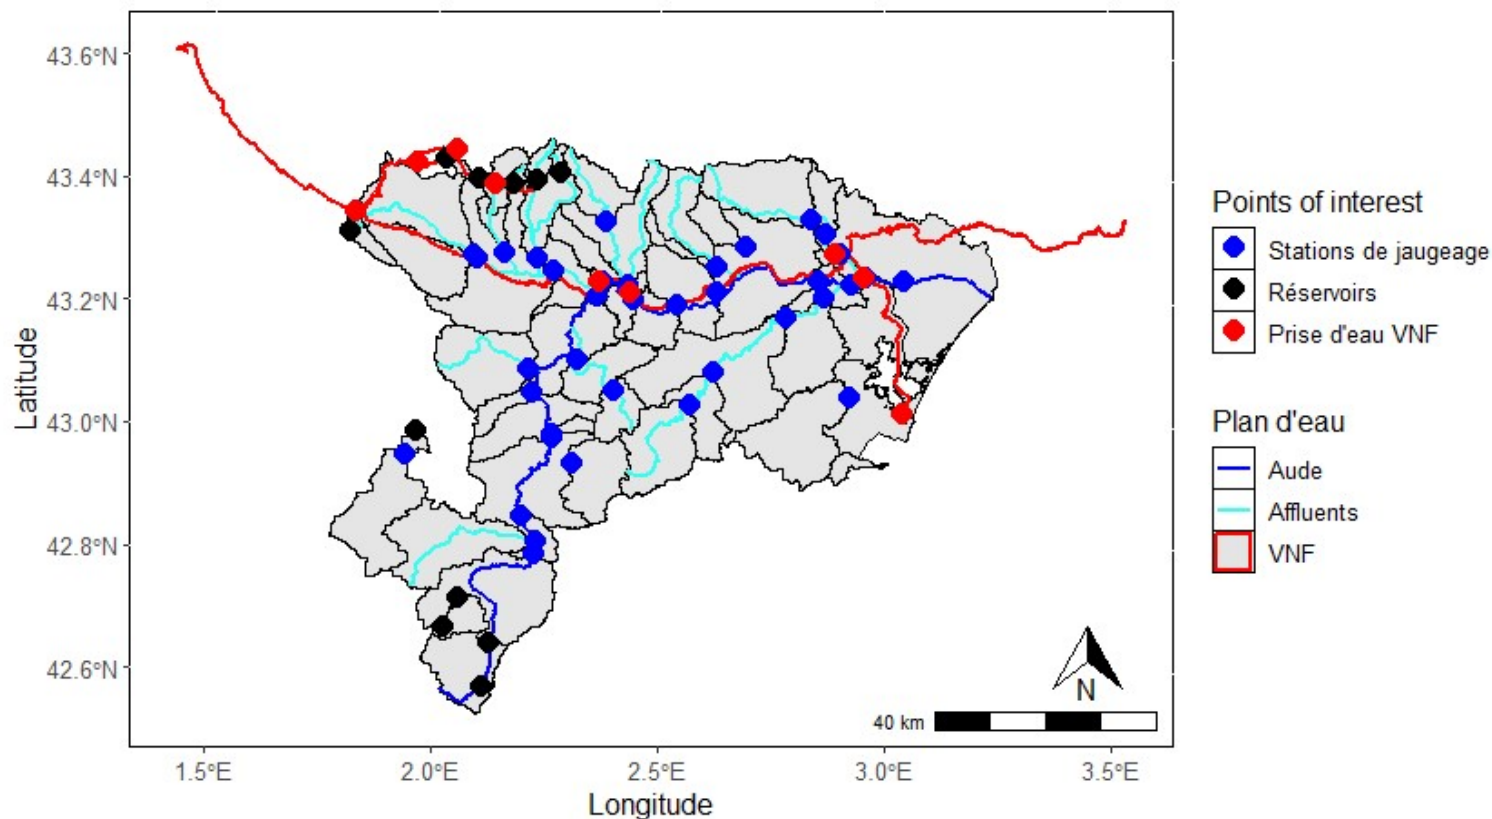 43.6°N
43.4°N
43.2°N
43.0°N
42.8°N
42.6°N
Latitude
1.5°E
2.0°E
2.5°E
3.0°E
3.5°E
Longitude
N
40 km
Points of interest
Stations de jaugeage
Réservoirs
Prise d'eau VNF
Plan d'eau
Aude
Affluents
VNF